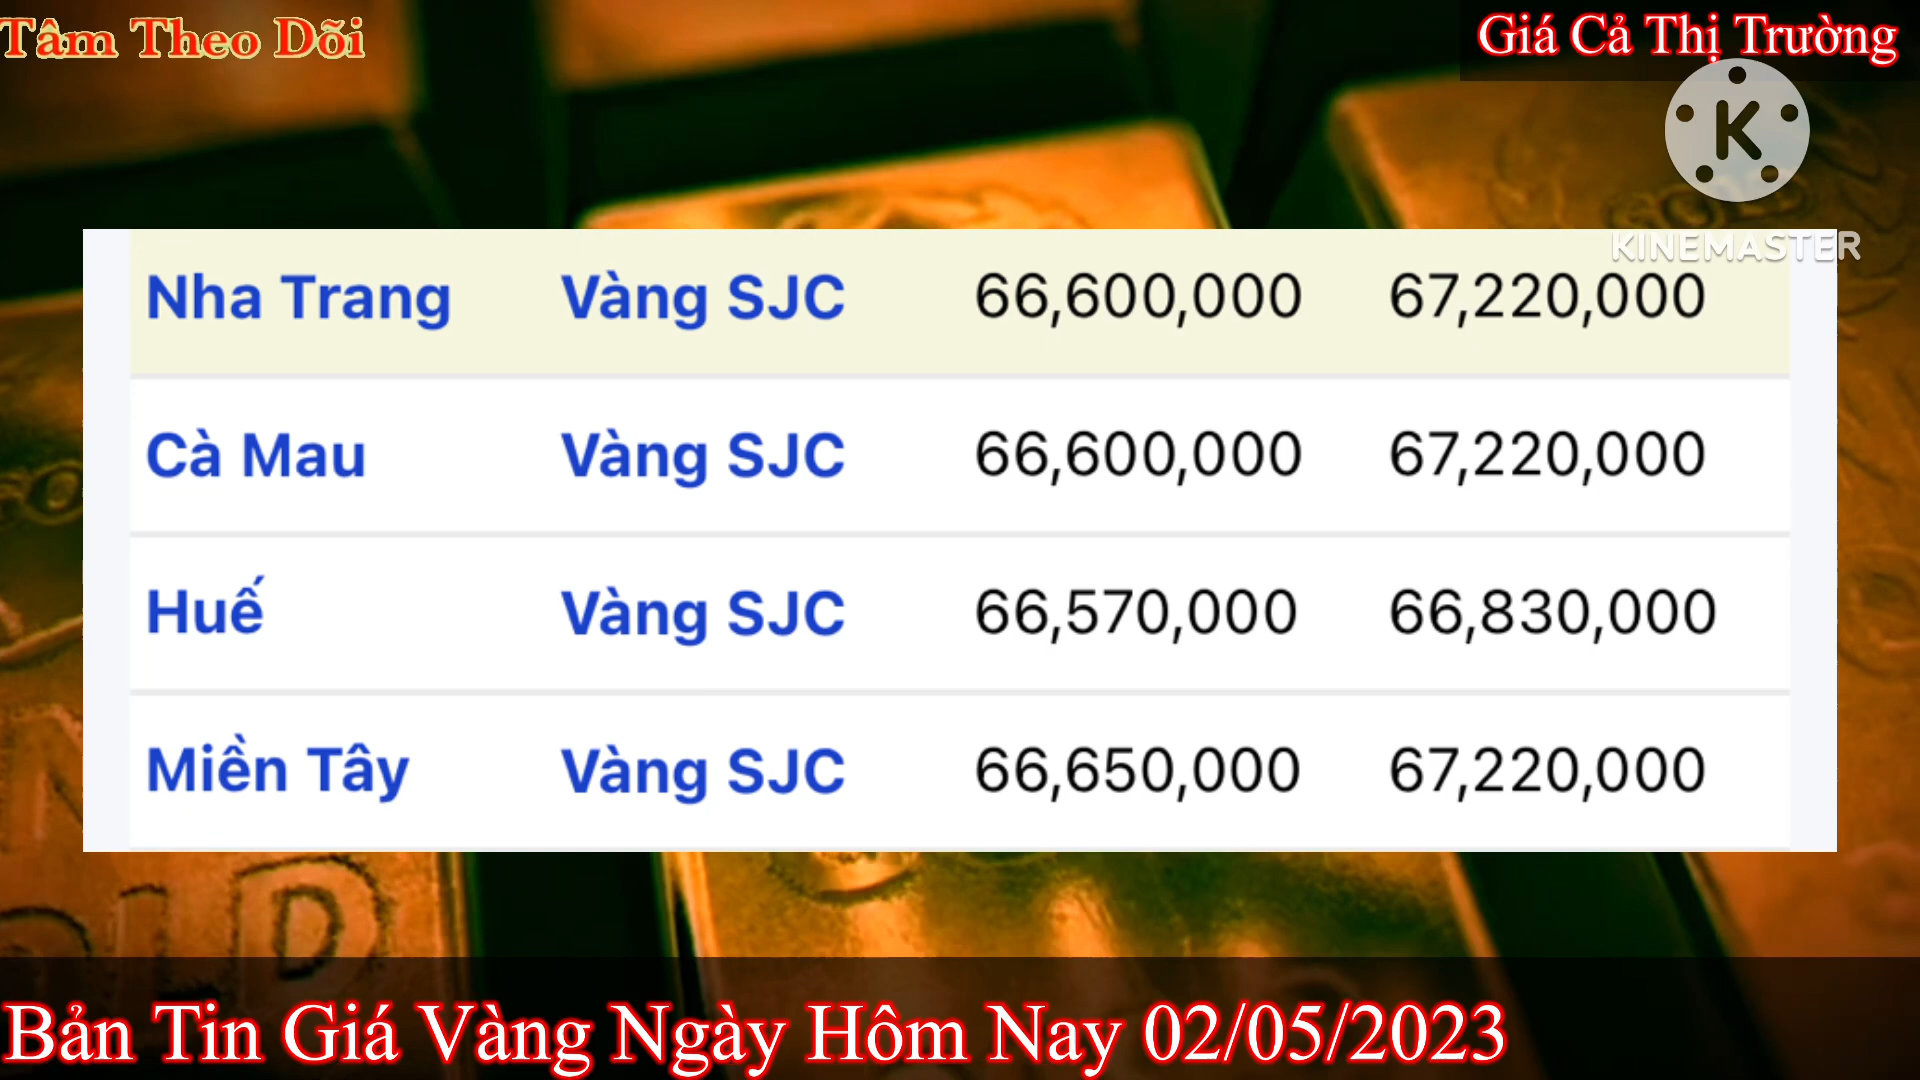 Tâm Theo Dõi
Giá Cả Thị Trường
K
KINEMASTER
Nha Trang Vàng SJC 66,600,000 67,220,000
Cà Mau Vàng SJC 66,600,000 67,220,000
Huế Vàng SJC 66,570,000 66,830,000
Miền Tây Vàng SJC 66,650,000 67,220,000
Bản Tin Giá Vàng Ngày Hôm Nay 02/05/2023